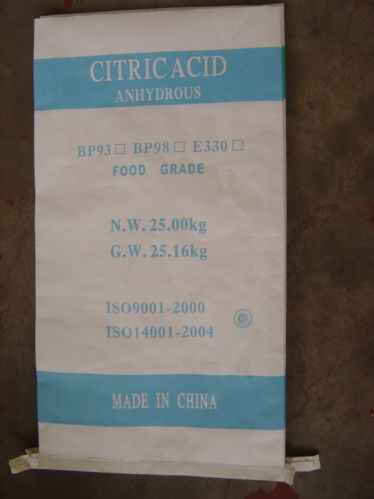 CITRIC ACID
ANHYDROUS
BP93 □ BP98 □ E330 □
FOOD GRADE
N.W.25.00kg
G.W.25.16kg
ISO9001-2000
ISO14001-2004
MADE IN CHINA